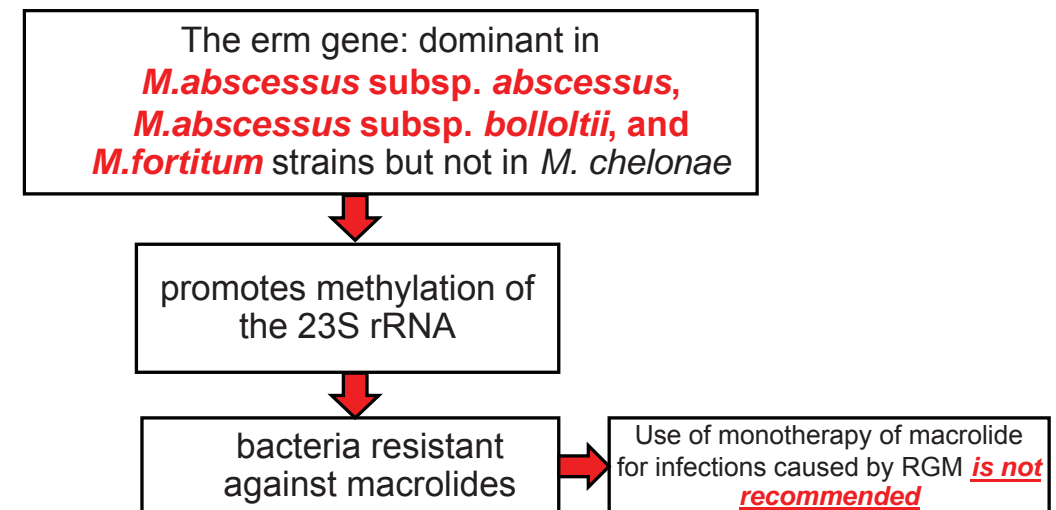 The erm gene: dominant in
M.abscessus subsp. abscessus,
M.abscessus subsp. bolloltii, and
M.fortitum strains but not in M. chelonae
promotes methylation of
the 23S rRNA
bacteria resistant
against macrolides
Use of monotherapy of macrolide
for infections caused by RGM is not
recommended